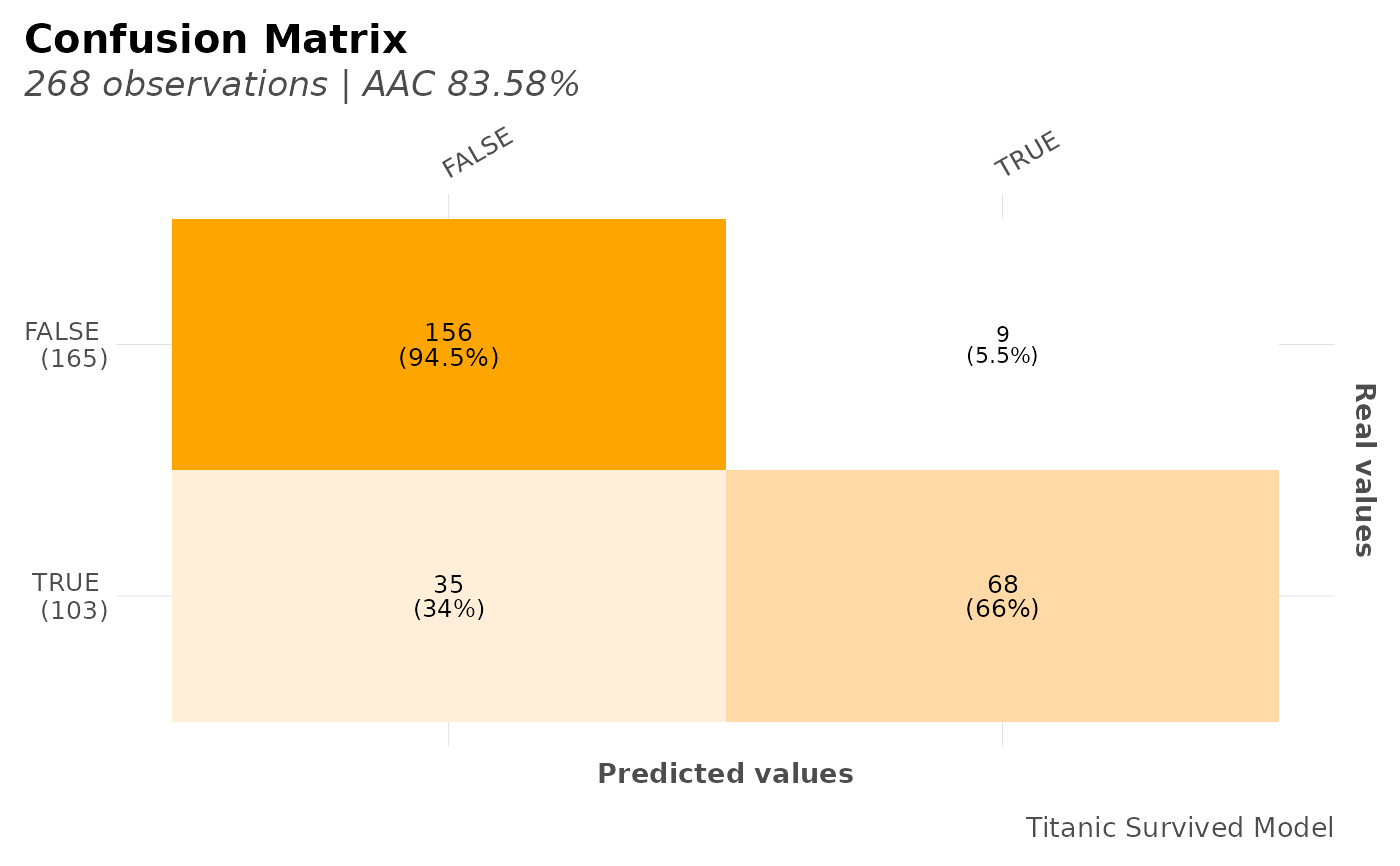 Confusion Matrix
268 observations | AAC 83.58%
FALSE
TRUE
FALSE
(165)
156
(94.5%)
9
(5.5%)
Real values
TRUE
(103)
35
(34%)
68
(66%)
Predicted values
Titanic Survived Model